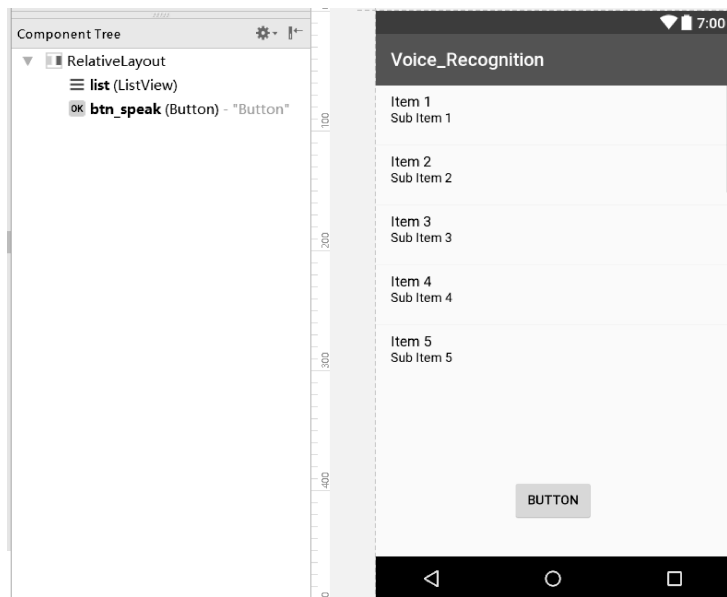 Component Tree
RelativeLayout
list (ListView)
OK btn_speak (Button) - "Button"
100
200
300
400
7:00
Voice_Recognition
Item 1
Sub Item 1
Item 2
Sub Item 2
Item 3
Sub Item 3
Item 4
Sub Item 4
Item 5
Sub Item 5
BUTTON